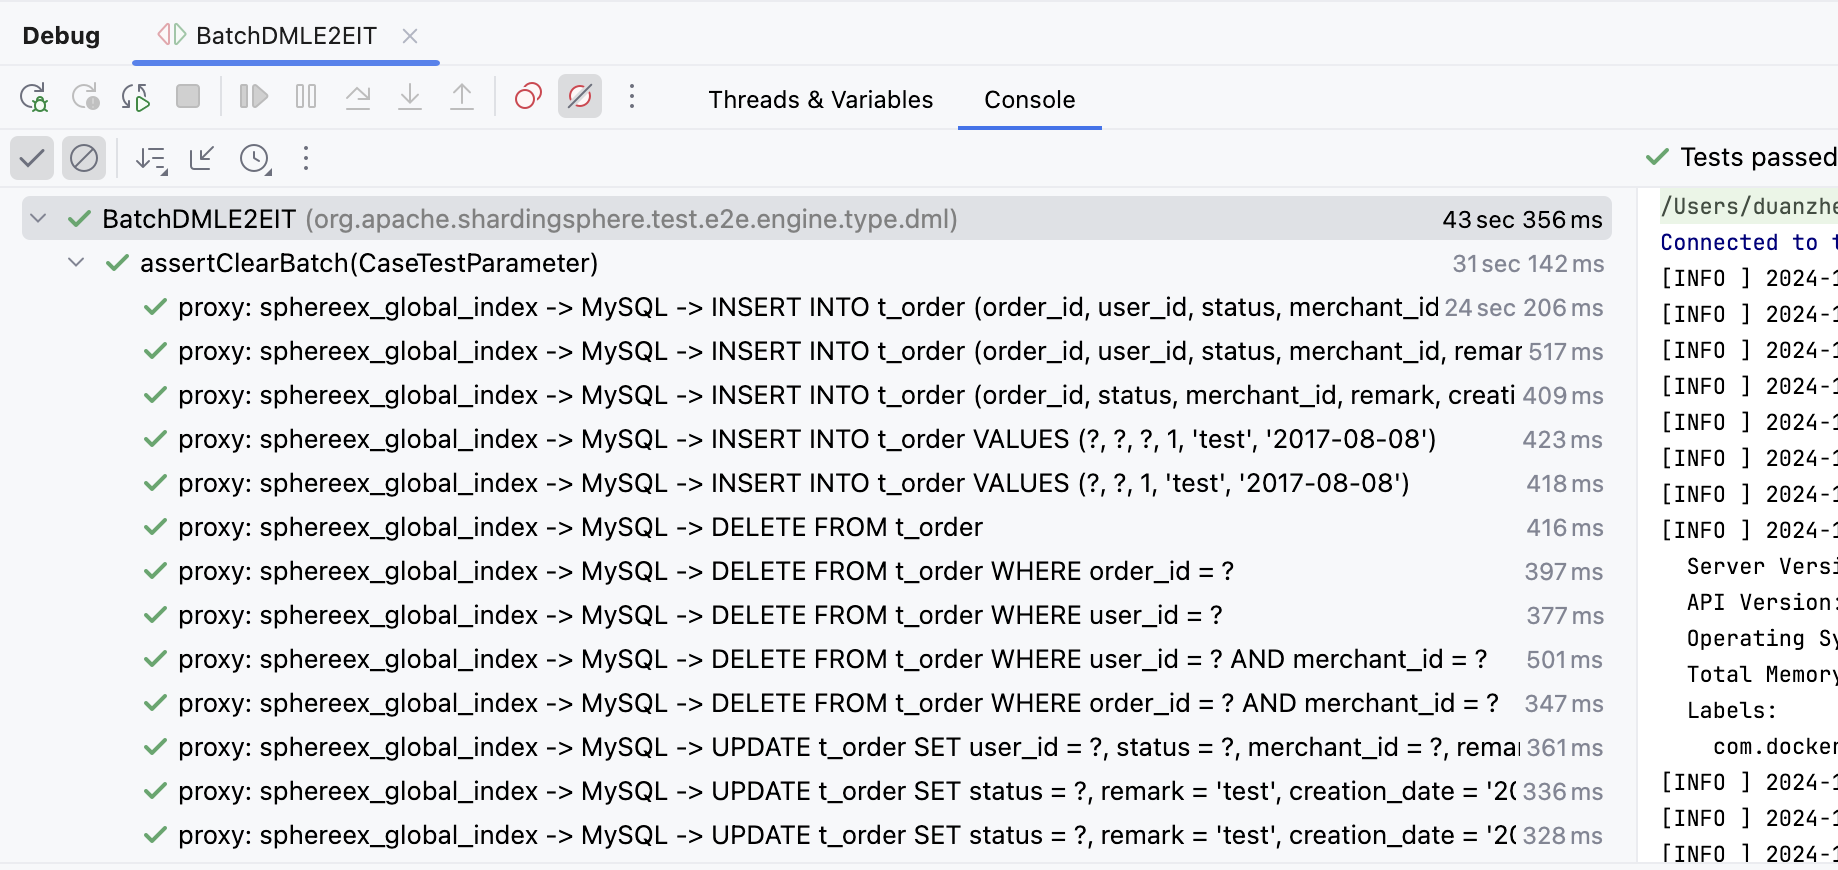 Debug BatchDMLE2EIT
Threads & Variables Console
Tests passed
BatchDMLE2EIT (org.apache.shardingsphere.test.e2e.engine.type.dml) 43 sec 356 ms
assertClearBatch(CaseTestParameter) 31 sec 142 ms
proxy: sphereex_global_index -> MySQL -> INSERT INTO t_order (order_id, user_id, status, merchant_id 24 sec 206 ms
proxy: sphereex_global_index -> MySQL -> INSERT INTO t_order (order_id, user_id, status, merchant_id, remar 517 ms
proxy: sphereex_global_index -> MySQL -> INSERT INTO t_order (order_id, status, merchant_id, remark, creati 409 ms
proxy: sphereex_global_index -> MySQL -> INSERT INTO t_order VALUES (?, ?, ?, 1, 'test', '2017-08-08') 423 ms
proxy: sphereex_global_index -> MySQL -> INSERT INTO t_order VALUES (?, ?, 1, 'test', '2017-08-08') 418 ms
proxy: sphereex_global_index -> MySQL -> DELETE FROM t_order 416 ms
proxy: sphereex_global_index -> MySQL -> DELETE FROM t_order WHERE order_id = ? 397 ms
proxy: sphereex_global_index -> MySQL -> DELETE FROM t_order WHERE user_id = ? 377 ms
proxy: sphereex_global_index -> MySQL -> DELETE FROM t_order WHERE user_id = ? AND merchant_id = ? 501 ms
proxy: sphereex_global_index -> MySQL -> DELETE FROM t_order WHERE order_id = ? AND merchant_id = ? 347 ms
proxy: sphereex_global_index -> MySQL -> UPDATE t_order SET user_id = ?, status = ?, merchant_id = ?, rema 361 ms
proxy: sphereex_global_index -> MySQL -> UPDATE t_order SET status = ?, remark = 'test', creation_date = '20 336 ms
proxy: sphereex_global_index -> MySQL -> UPDATE t_order SET status = ?, remark = 'test', creation_date = '20 328 ms
/Users/duanzhe
Connected to t
[INFO ] 2024-1
[INFO ] 2024-1
[INFO ] 2024-1
[INFO ] 2024-1
[INFO ] 2024-1
[INFO ] 2024-1
[INFO ] 2024-1
[INFO ] 2024-1
Server Versi
API Version:
Operating Sy
Total Memory
Labels:
com.docker
[INFO ] 2024-1
[INFO ] 2024-1
[INFO ] 2024-1